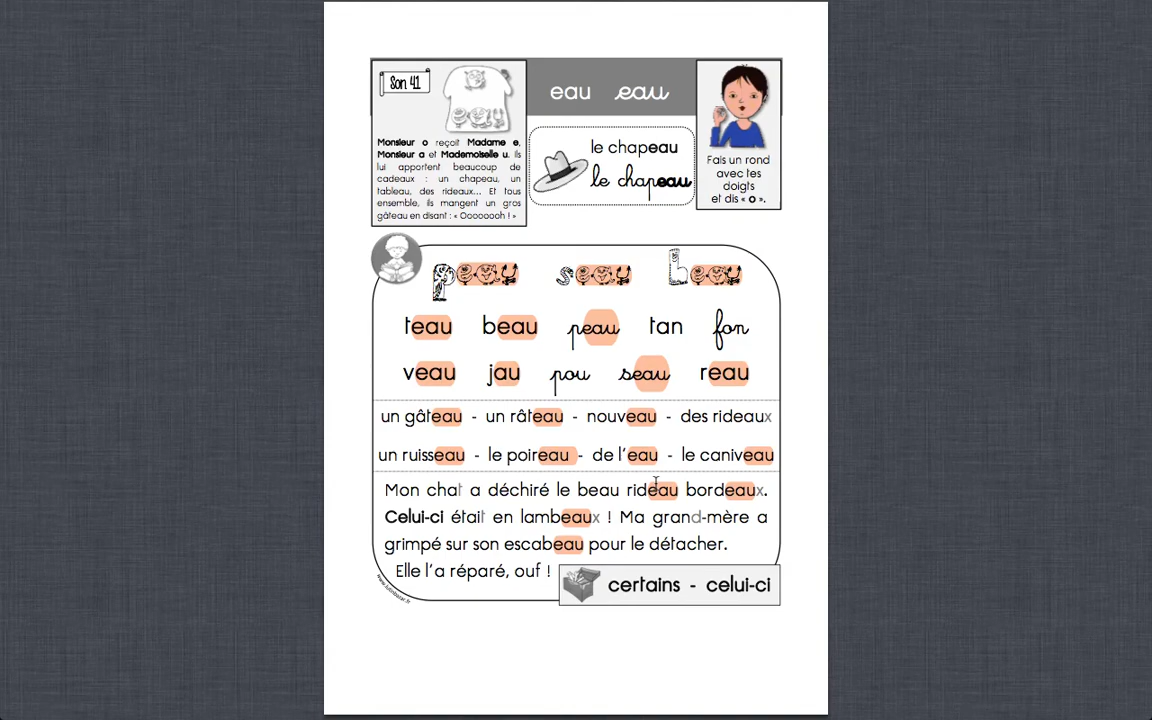 Son 41
Monsieur o reçoit Madame e,
Monsieur a et Mademoiselle u. Ils
lui apportent beaucoup de
cadeaux : un chapeau, un
tableau, des rideaux... Et tous
ensemble, ils mangent un gros
gâteau en disant : « Oooooooh ! »
eau eau
le chapeau
le chapeau
Fais un rond
avec tes
doigts
et dis « o ».
peau seau Leau
teau beau peau tan fon
veau jau pou seau reau
un gâteau - un râteau - nouveau - des rideaux
un ruisseau - le poireau - de l'eau - le caniveau
Mon chat a déchiré le beau rideau bordeaux.
Celui-ci était en lambeaux ! Ma grand-mère a
grimpé sur son escabeau pour le détacher.
Elle l'a réparé, ouf !
certains - celui-ci